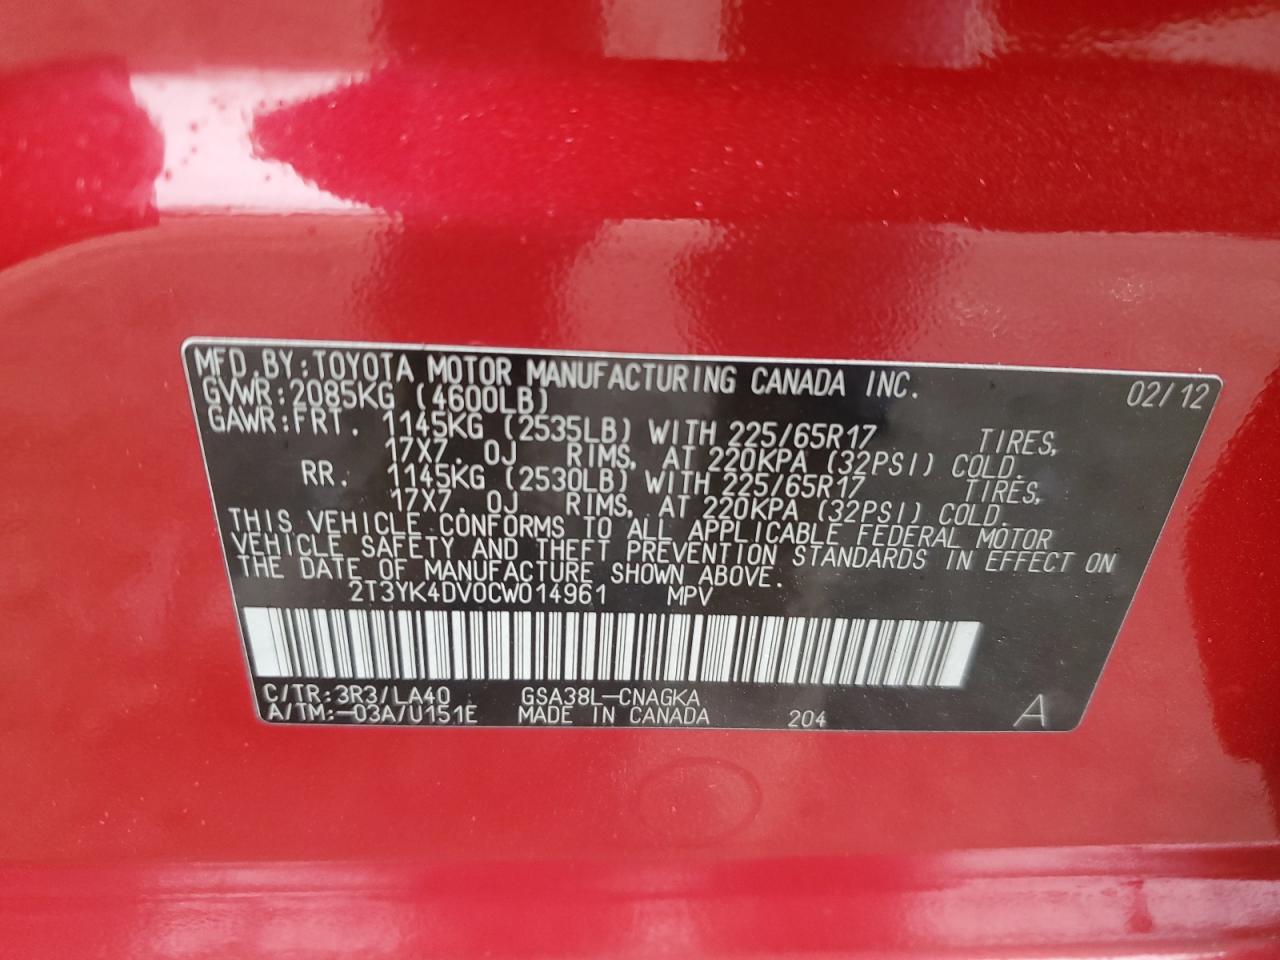 MFD. BY: TOYOTA MOTOR MANUFACTURING CANADA INC. 02/12
GVWR: 2085KG (4600LB)
GAWR: FRT. 1145KG (2535LB) WITH 225/65R17 TIRES,
17X7. 0J RIMS, AT 220KPA (32PSI) COLD.
RR. 1145KG (2530LB) WITH 225/65R17 TIRES,
17X7. 0J RIMS, AT 220KPA (32PSI) COLD.
THIS VEHICLE CONFORMS TO ALL APPLICABLE FEDERAL MOTOR
VEHICLE SAFETY AND THEFT PREVENTION STANDARDS IN EFFECT ON
THE DATE OF MANUFACTURE SHOWN ABOVE.
2T3YK4DV0CW014961 MPV
C/TR: 3R3/LA40 GSA38L-CNAGKA
A/TM: -03A/U151E MADE IN CANADA 204 A